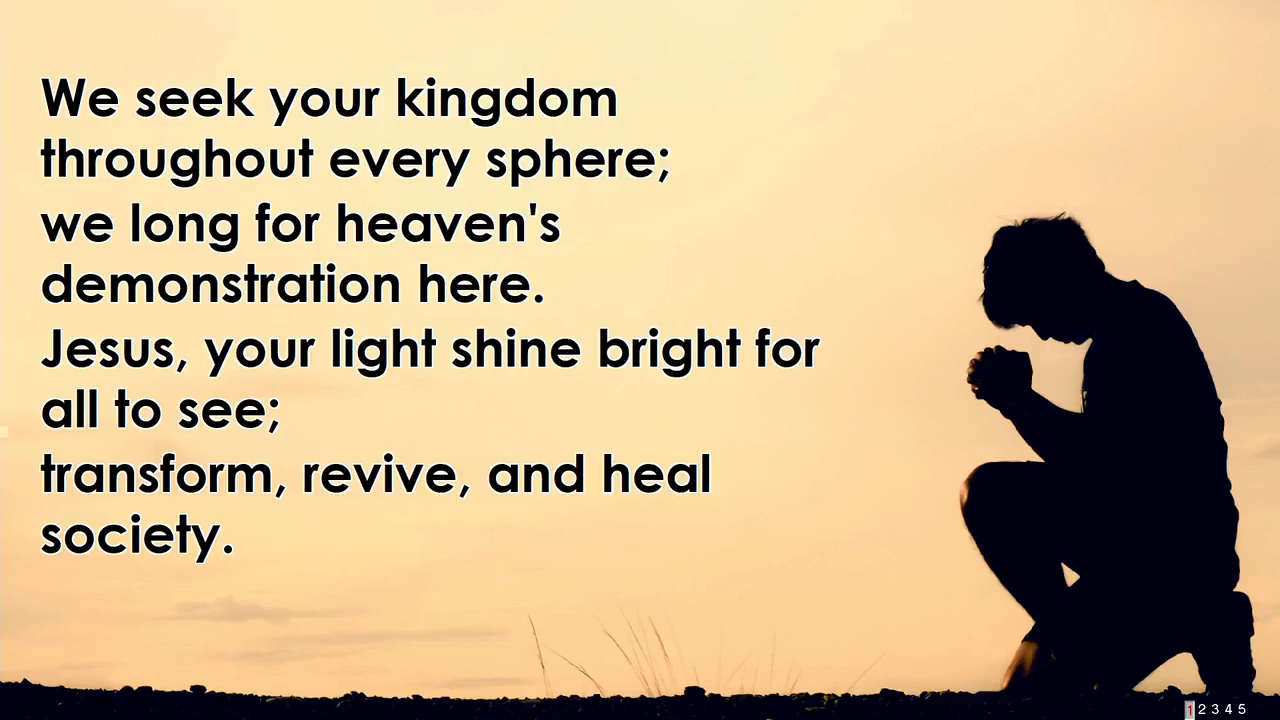 We seek your kingdom
throughout every sphere;
we long for heaven's
demonstration here.
Jesus, your light shine bright for
all to see;
transform, revive, and heal
society.
1 2 3 4 5